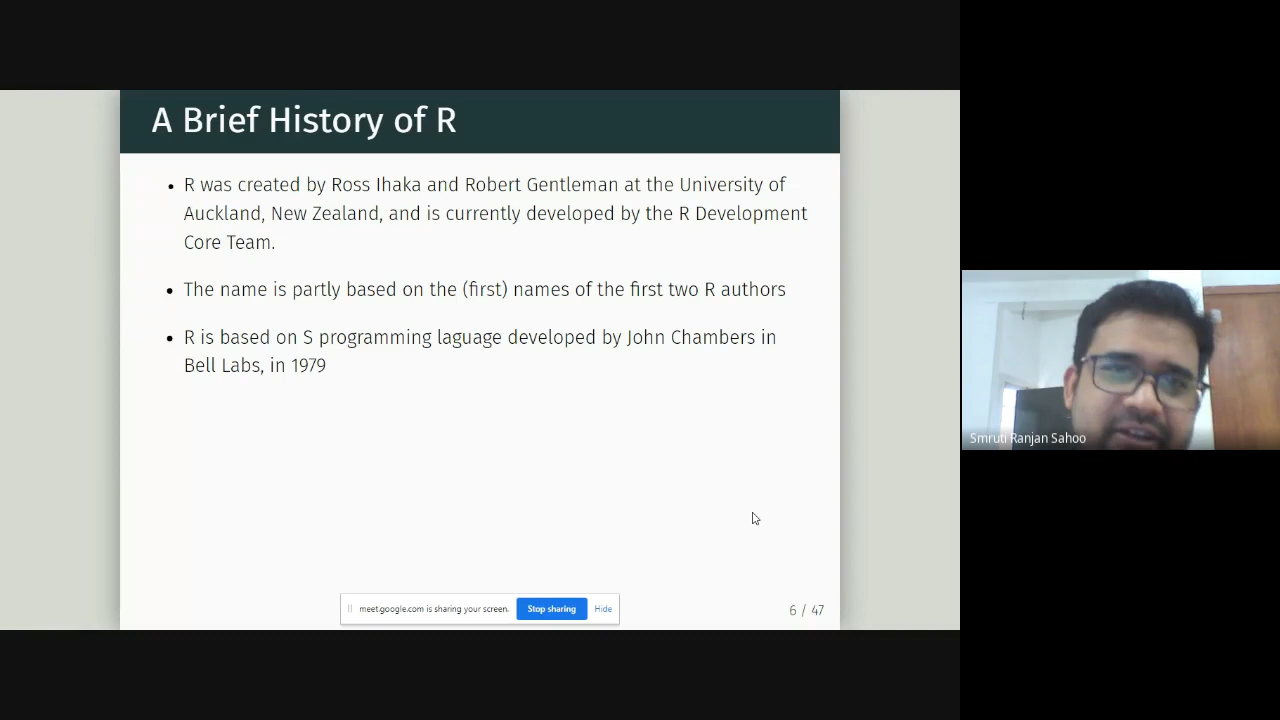 A Brief History of R
• R was created by Ross Ihaka and Robert Gentleman at the University of
Auckland, New Zealand, and is currently developed by the R Development
Core Team.
• The name is partly based on the (first) names of the first two R authors
• R is based on S programming laguage developed by John Chambers in
Bell Labs, in 1979
Smruti Ranjan Sahoo
meet.google.com is sharing your screen. Stop sharing Hide
6 / 47